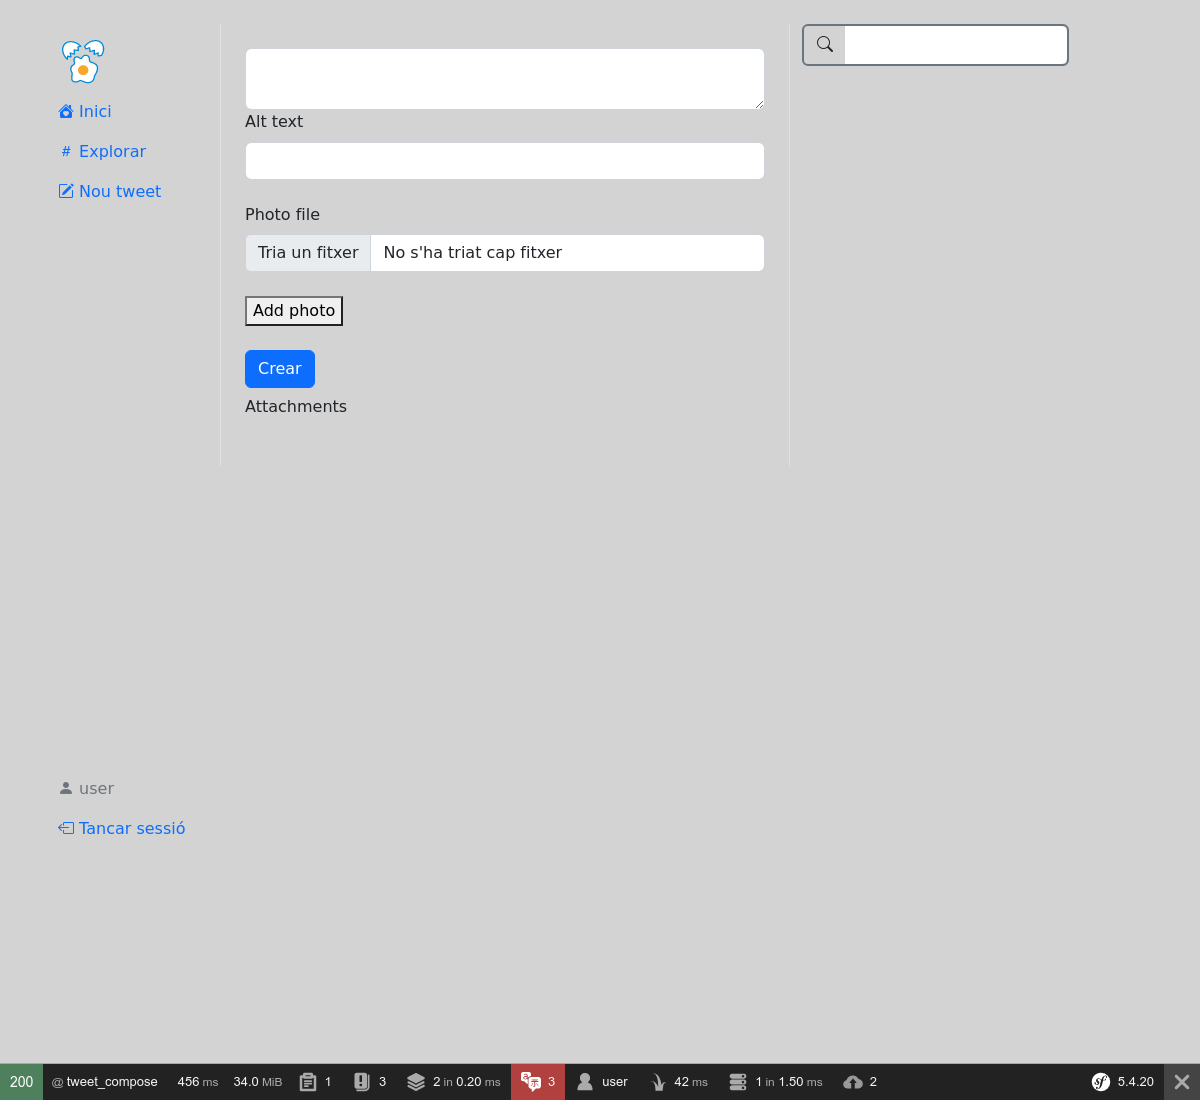 Inici
# Explorar
Nou tweet
Alt text
Photo file
Tria un fitxer No s'ha triat cap fitxer
Add photo
Crear
Attachments
user
Tancar sessió
200 @ tweet_compose 456 ms 34.0 MiB 1 3 2 in 0.20 ms 3 user 42 ms 1 in 1.50 ms 2 sf 5.4.20